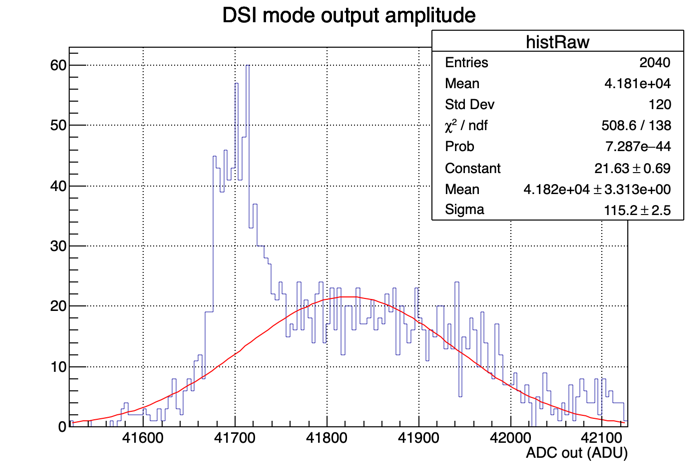 DSI mode output amplitude
histRaw
Entries 2040
Mean 4.181e+04
Std Dev 120
χ² / ndf 508.6 / 138
Prob 7.287e−44
Constant 21.63 ± 0.69
Mean 4.182e+04 ± 3.313e+00
Sigma 115.2 ± 2.5
60
50
40
30
20
10
0
41600 41700 41800 41900 42000 42100
ADC out (ADU)